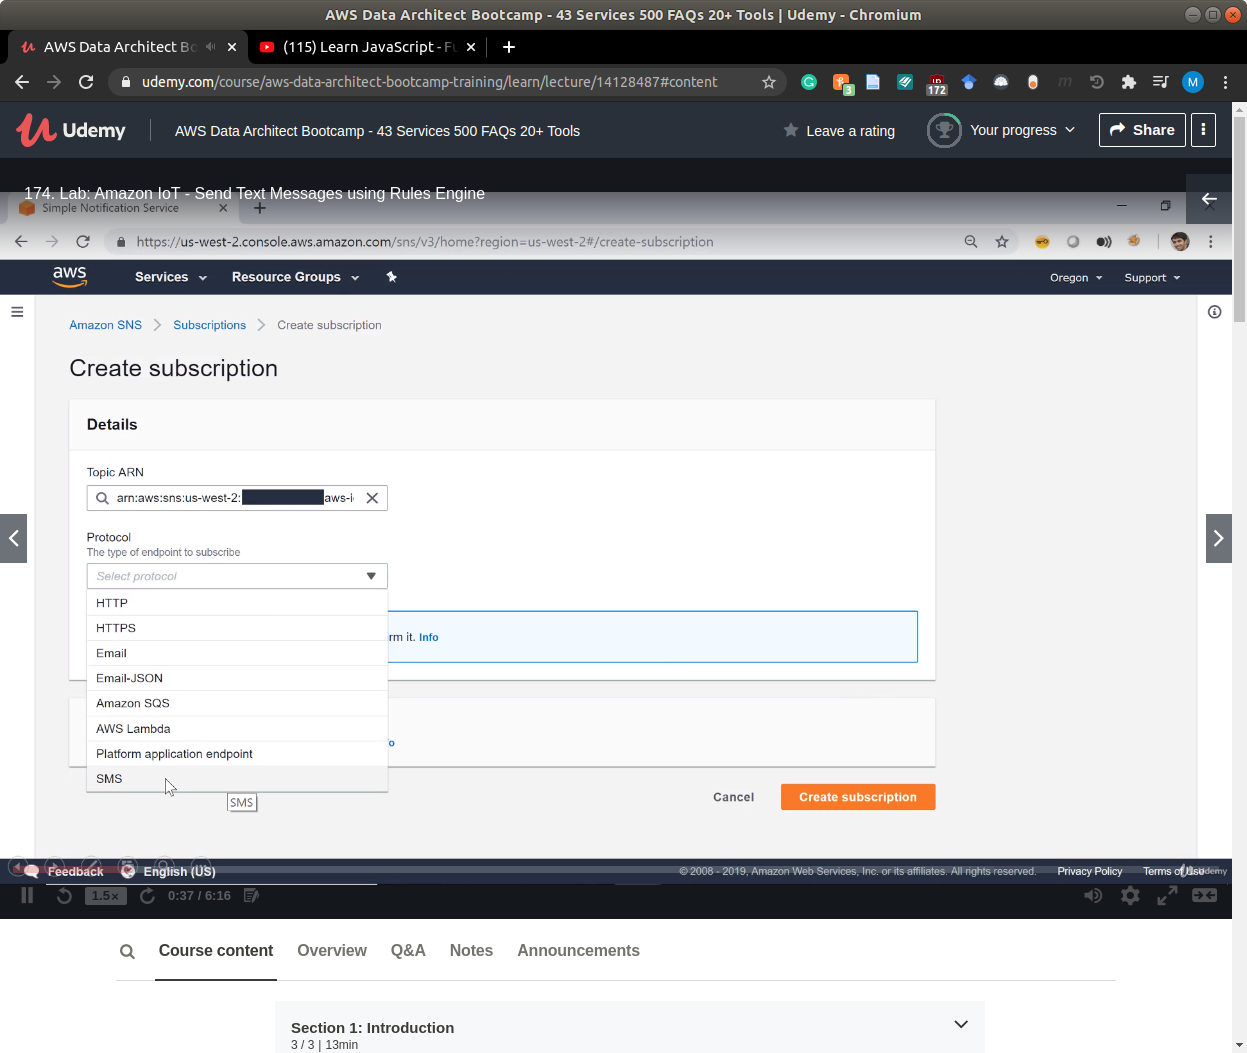 AWS Data Architect Bootcamp - 43 Services 500 FAQs 20+ Tools | Udemy - Chromium
AWS Data Architect Bo
(115) Learn JavaScript - Fu
udemy.com/course/aws-data-architect-bootcamp-training/learn/lecture/14128487#content
3
172
M
Udemy
AWS Data Architect Bootcamp - 43 Services 500 FAQs 20+ Tools
Leave a rating
Your progress
Share
174. Lab: Amazon IoT - Send Text Messages using Rules Engine
Simple Notification Service
https://us-west-2.console.aws.amazon.com/sns/v3/home?region=us-west-2#/create-subscription
aws
Services
Resource Groups
Oregon
Support
Amazon SNS
Subscriptions
Create subscription
Create subscription
Details
Topic ARN
arn:aws:sns:us-west-2:
aws-i
Protocol
The type of endpoint to subscribe
Select protocol
HTTP
HTTPS
rm it. Info
Email
Email-JSON
Amazon SQS
AWS Lambda
Platform application endpoint
SMS
SMS
Cancel
Create subscription
Feedback
English (US)
© 2008 - 2019, Amazon Web Services, Inc. or its affiliates. All rights reserved.
Privacy Policy
Terms of Use
Udemy
1.5x
0:37 / 6:16
Course content
Overview
Q&A
Notes
Announcements
Section 1: Introduction
3 / 3 | 13min